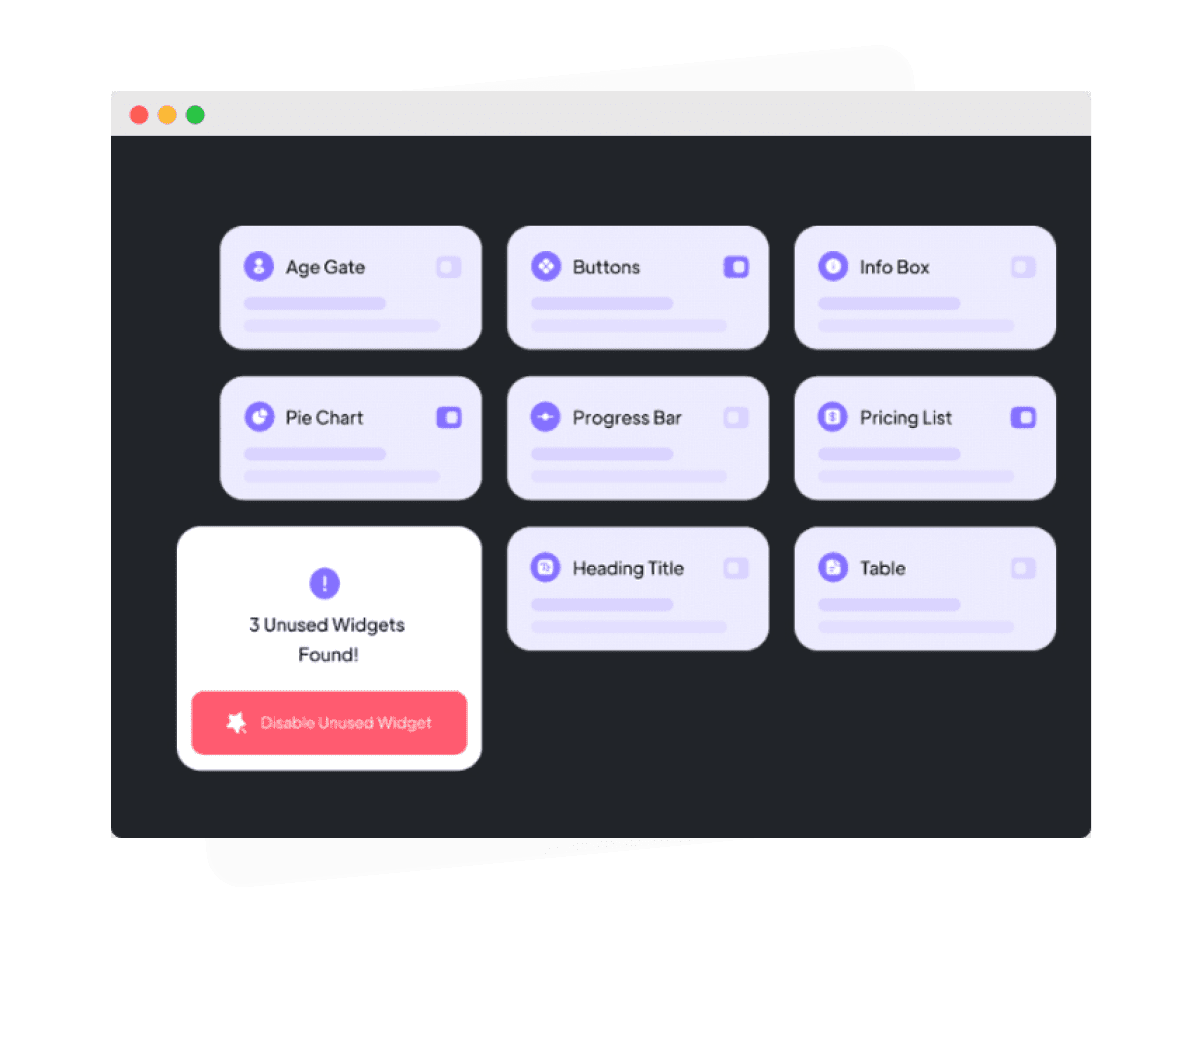 Age Gate
Buttons
Info Box
Pie Chart
Progress Bar
Pricing List
3 Unused Widgets
Found!
Disable Unused Widget
Heading Title
Table